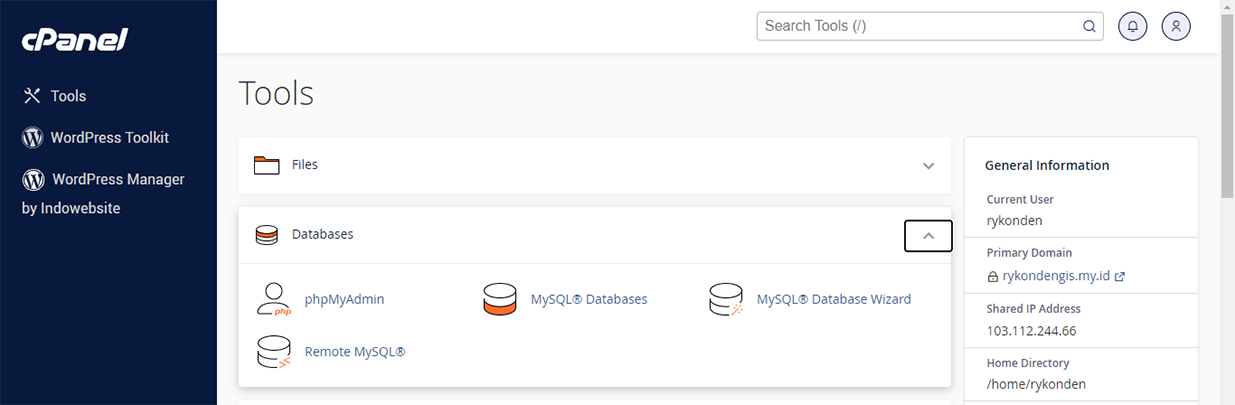 cPanel
Search Tools (/)
Tools
WordPress Toolkit
WordPress Manager
by Indowebsite
Tools
Files
Databases
phpMyAdmin
php
MySQL® Databases
MySQL® Database Wizard
Remote MySQL®
General Information
Current User
rykonden
Primary Domain
rykondengis.my.id
Shared IP Address
103.112.244.66
Home Directory
/home/rykonden